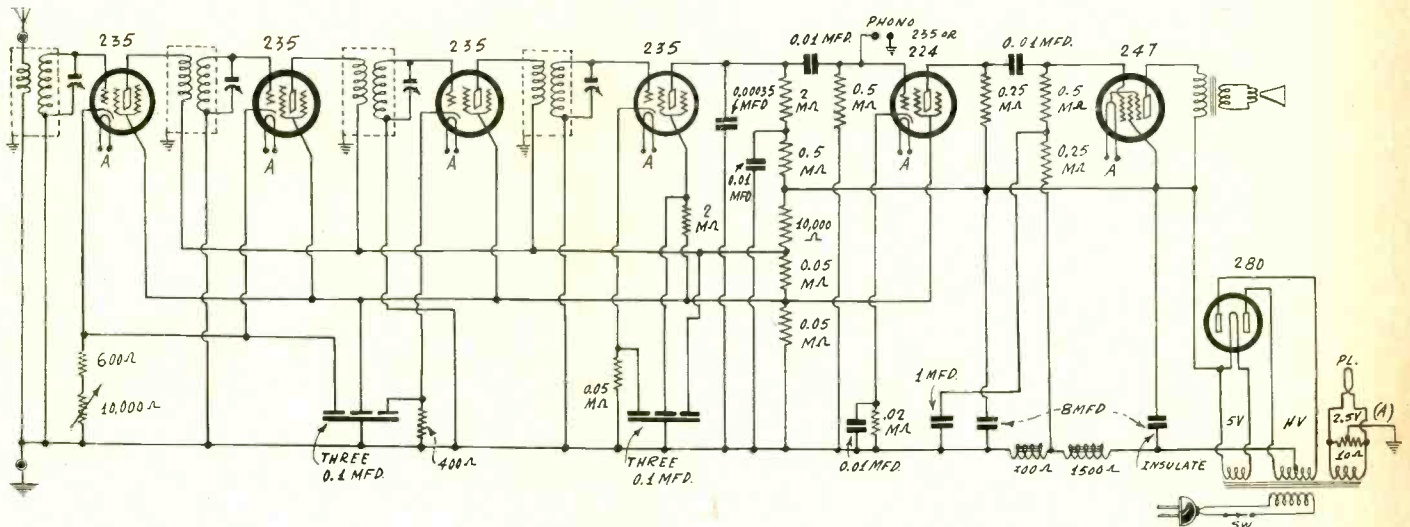 235
235
235
235
PHONO
235 OR
224
247
0.01 MFD.
0.01 MFD.
0.00035
MFD
2
MΩ
0.5
MΩ
0.25
MΩ
0.5
MΩ
A
A
A
A
A
0.01
MFD
0.5
MΩ
0.25
MΩ
2
MΩ
10,000
Ω
0.05
MΩ
0.05
MΩ
280
600Ω
10,000Ω
THREE
0.1 MFD.
400Ω
0.05
MΩ
THREE
0.1 MFD.
0.01 MFD.
.02
MΩ
1 MFD.
8 MFD
1500Ω
INSULATE
5V
HV
PL.
2.5V
(A)
10Ω
SW